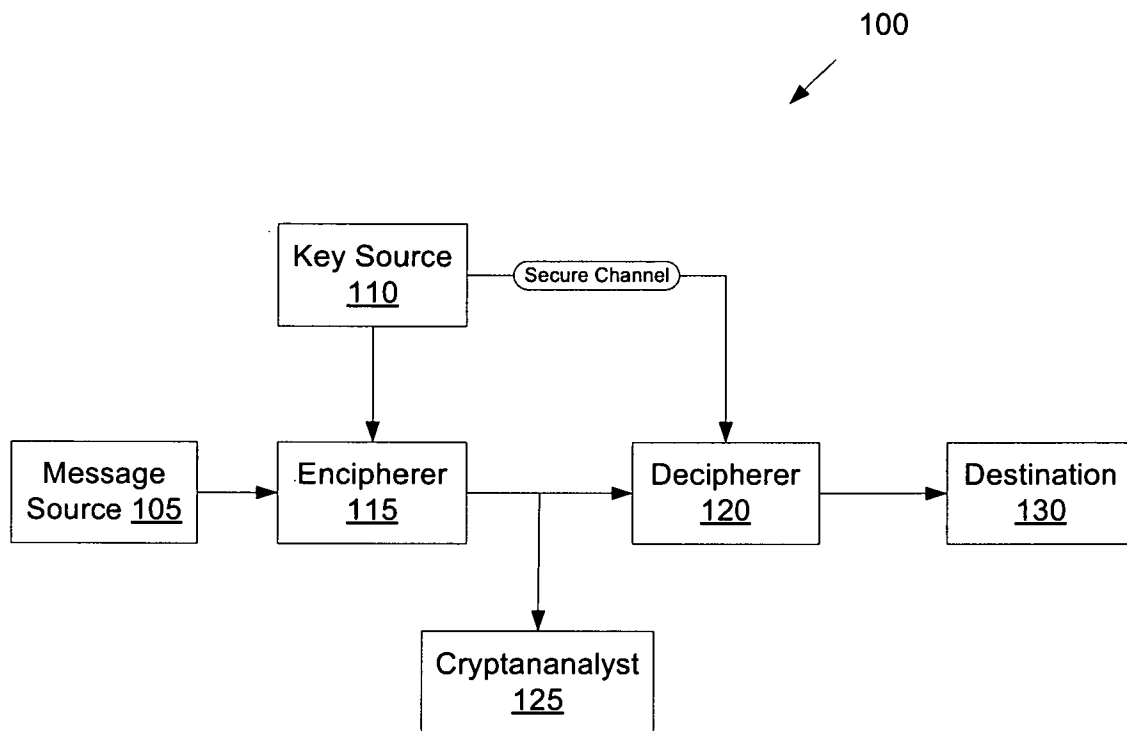 100
Key Source
110
Secure Channel
Message
Source 105
Encipherer
115
Decipherer
120
Destination
130
Cryptananalyst
125